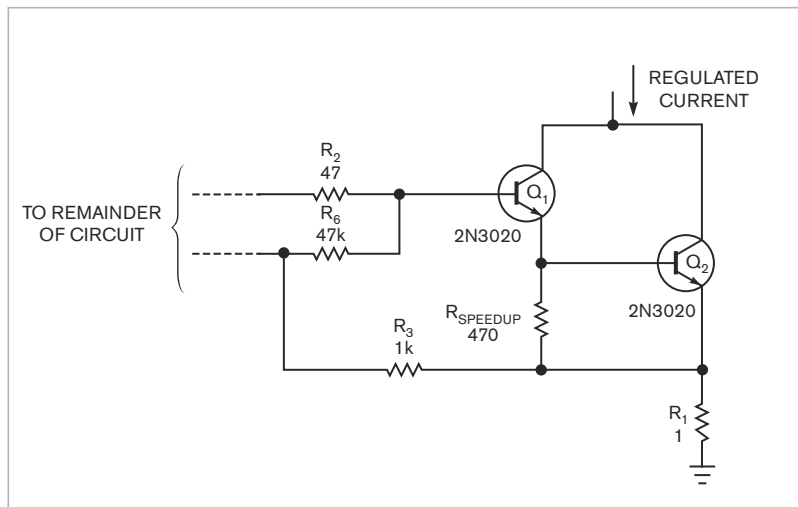 REGULATED
CURRENT
R2
47
TO REMAINDER
OF CIRCUIT
R6
47k
Q1
2N3020
Q2
2N3020
RSPEEDUP
470
R3
1k
R1
1